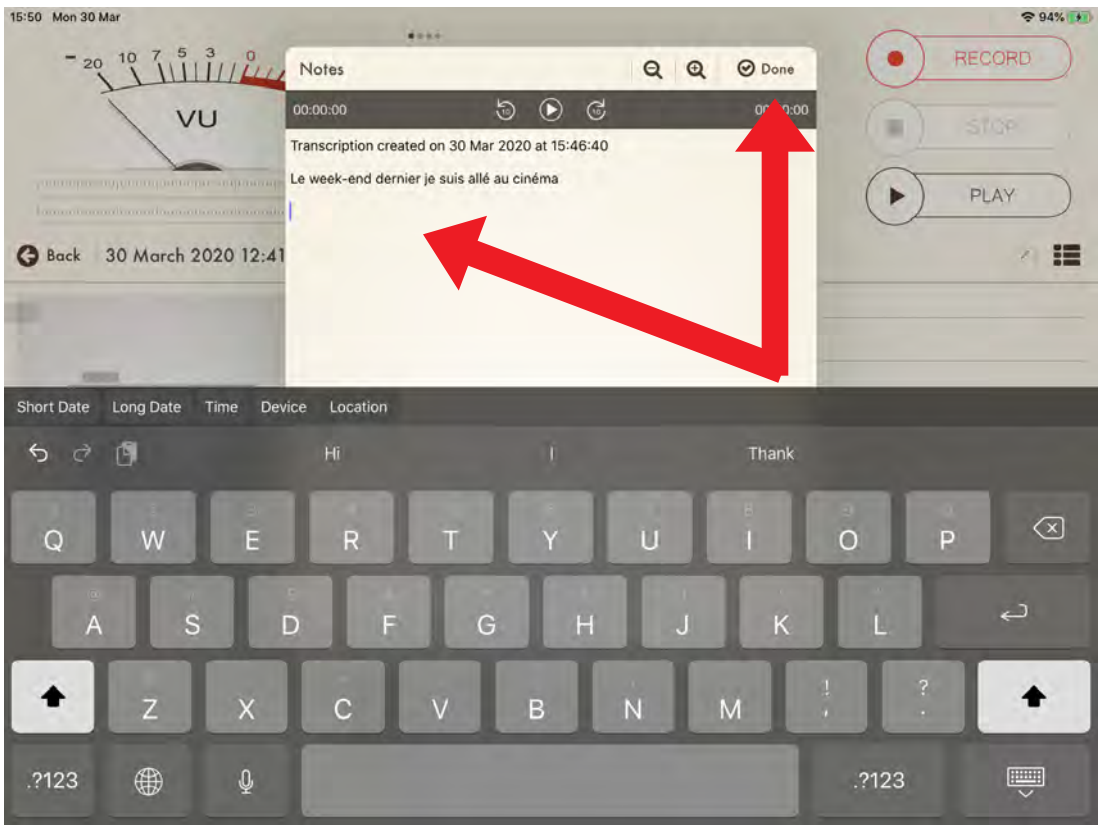 15:50 Mon 30 Mar
94%
20 10 7 5 3 0
VU
Notes
Done
RECORD
00:00:00
STOP
Transcription created on 30 Mar 2020 at 15:46:40
Le week-end dernier je suis allé au cinéma
PLAY
Back 30 March 2020 12:41
Short Date Long Date Time Device Location
Hi I Thank
Q W E R T Y U I O P
A S D F G H J K L
Z X C V B N M ! , ? .
.?123 .?123